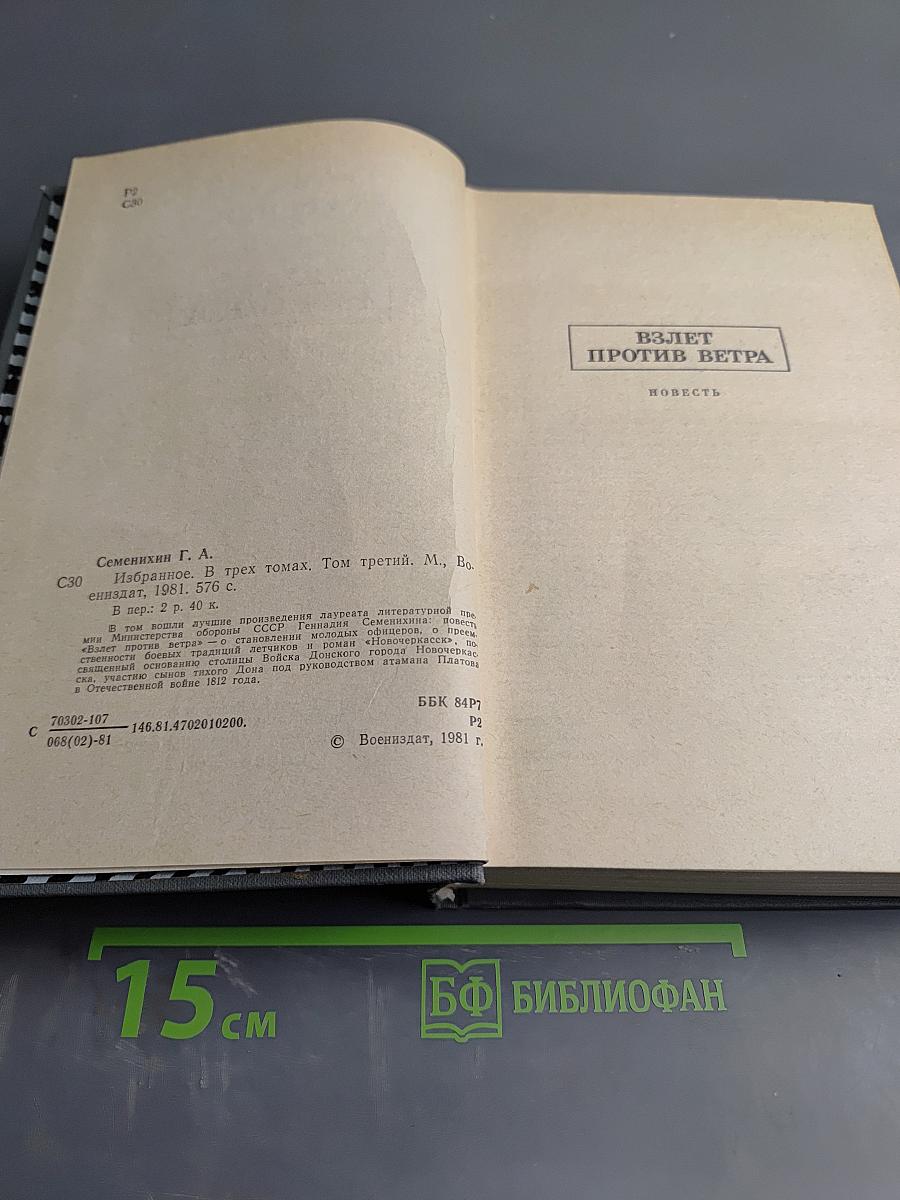 Р2
С30
Семенихин Г. А.
С30 Избранное. В трех томах. Том третий. М., Во-
ениздат, 1981. 576 с.
В пер.: 2 р. 40 к.
В том вошли лучшие произведения лауреата литературной пре-
мии Министерства обороны СССР Геннадия Семенихина: повесть
«Взлет против ветра» — о становлении молодых офицеров, о преем-
ственности боевых традиций летчиков и роман «Новочеркасск», по-
священный основанию столицы Войска Донского города Новочеркас-
ска, участию сынов тихого Дона под руководством атамана Платова
в Отечественной войне 1812 года.
С 70302-107
068(02)-81 —146.81.4702010200.
ББК 84Р7
Р2
© Воениздат, 1981 г.
ВЗЛЕТ
ПРОТИВ ВЕТРА
ПОВЕСТЬ
15 см
БФ БИБЛИОФАН